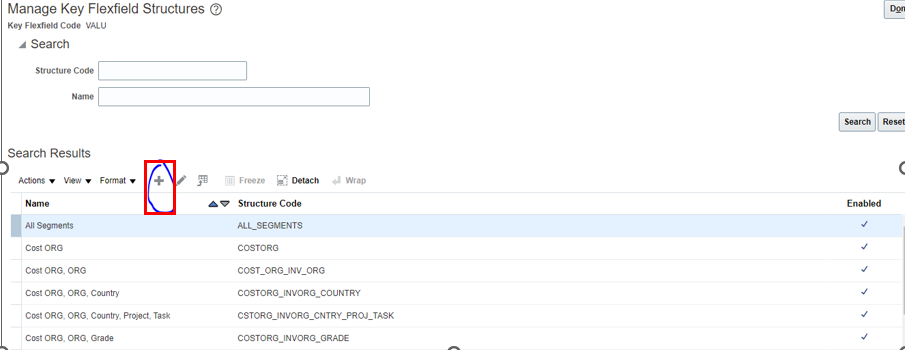 Manage Key Flexfield Structures
Key Flexfield Code VALU
Search
Structure Code
Name
Search Reset
Search Results
Actions View Format Freeze Detach Wrap
Name Structure Code Enabled
All Segments ALL_SEGMENTS
Cost ORG COSTORG
Cost ORG, ORG COST_ORG_INV_ORG
Cost ORG, ORG, Country COSTORG_INVORG_COUNTRY
Cost ORG, ORG, Country, Project, Task CSTORG_INVORG_CNTRY_PROJ_TASK
Cost ORG, ORG, Grade COSTORG_INVORG_GRADE